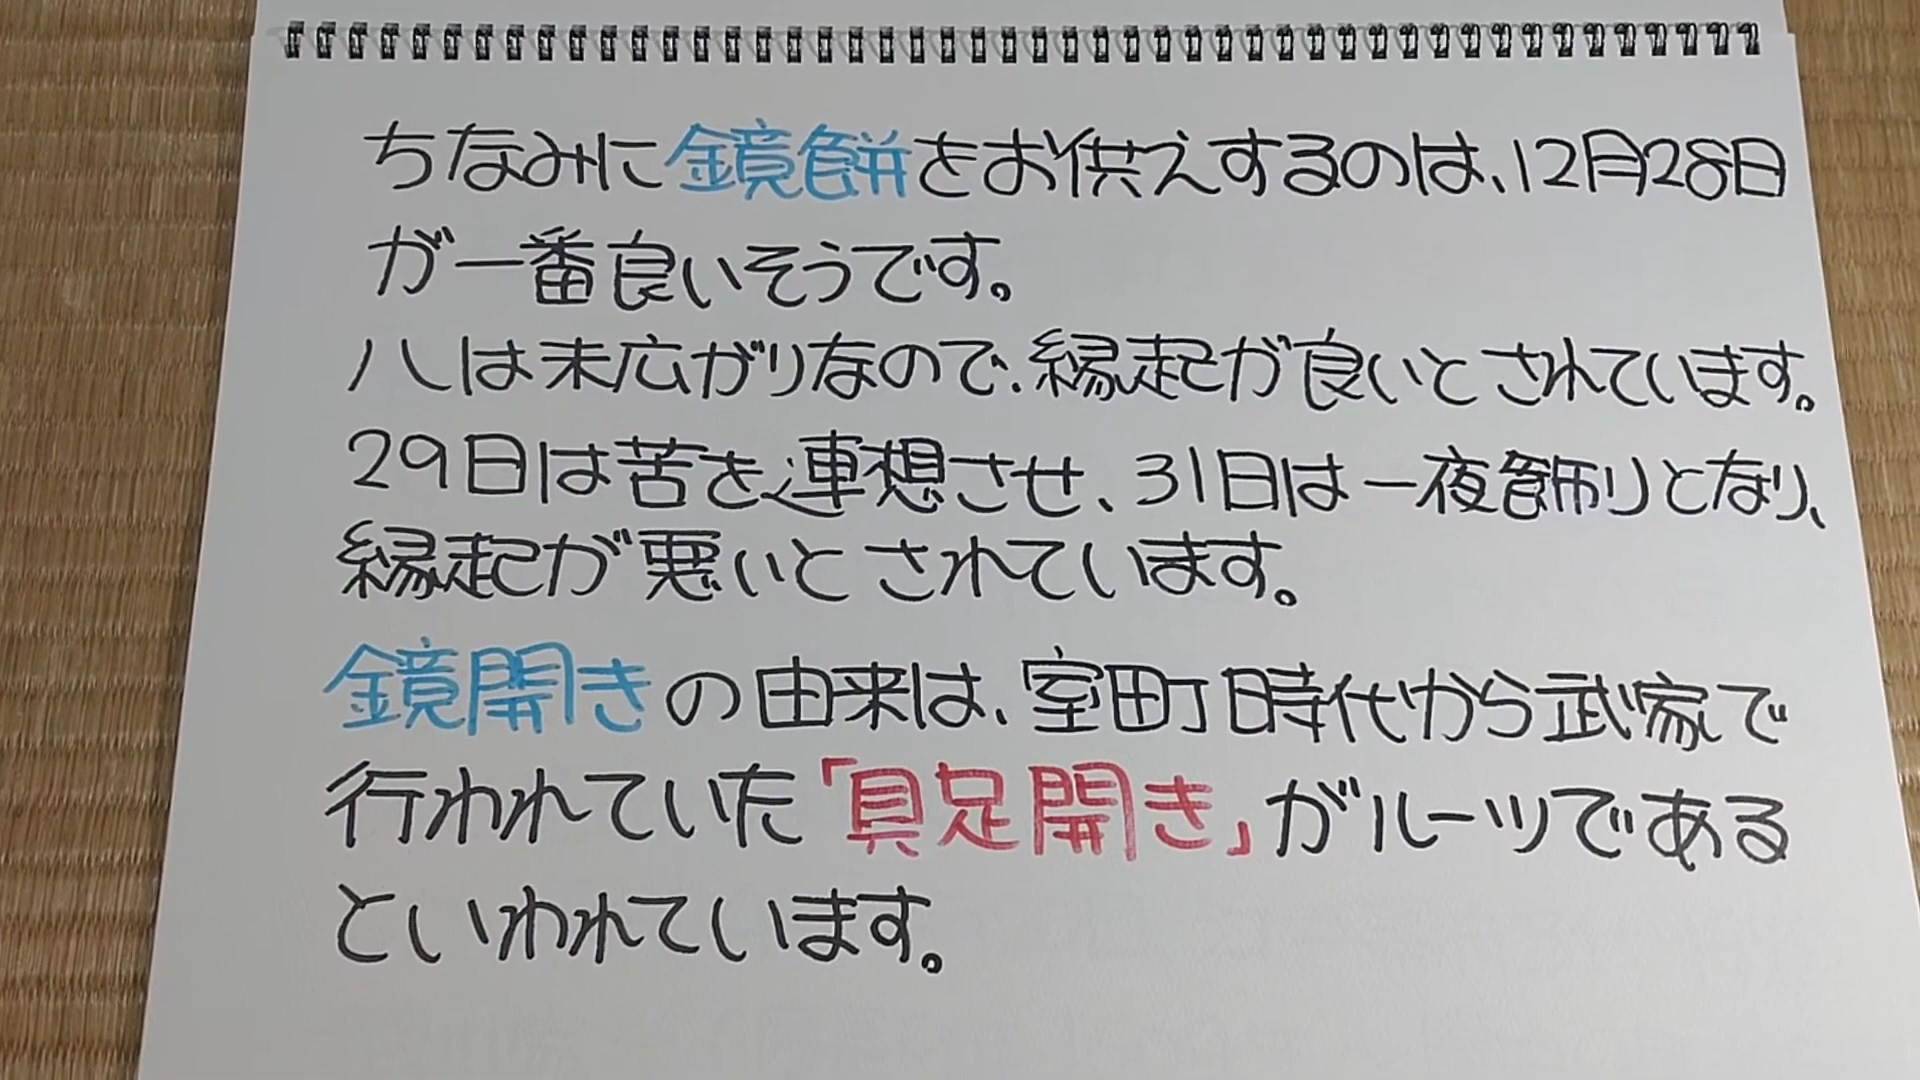 ちなみに鏡餅をお供えするのは、12月28日
が一番良いそうです。
八は末広がりなので、縁起が良いとされています。
29日は苦を連想させ、31日は一夜飾りとなり、
縁起が悪いとされています。
鏡開きの由来は、室町時代から武家で
行われていた「具足開き」がルーツである
といわれています。